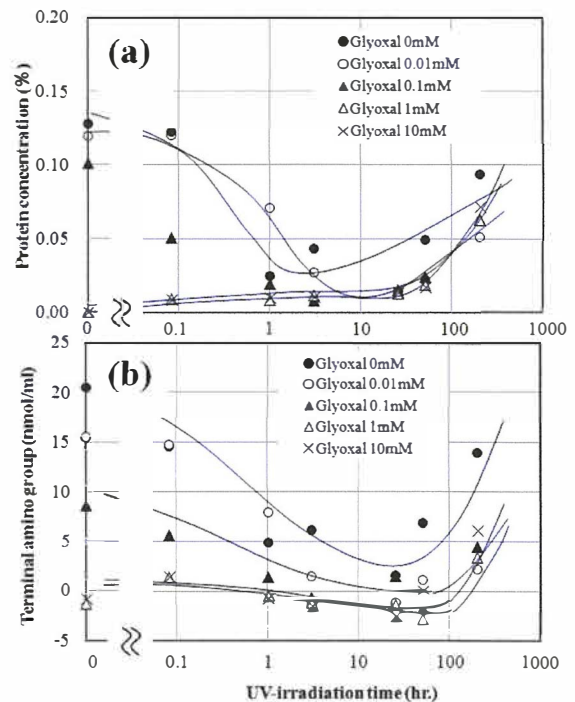 0.20
0.15
0.10
0.05
0.00
Protein concentration (%)
(a)
Glyoxal 0mM
Glyoxal 0.01mM
Glyoxal 0.1mM
Glyoxal 1mM
Glyoxal 10mM
0 0.1 1 10 100 1000
25
20
15
10
5
0
-5
Terminal amino group (nmol/ml)
(b)
Glyoxal 0mM
Glyoxal 0.01mM
Glyoxal 0.1mM
Glyoxal 1mM
Glyoxal 10mM
0 0.1 1 10 100 1000
UV-irradiation time (hr.)